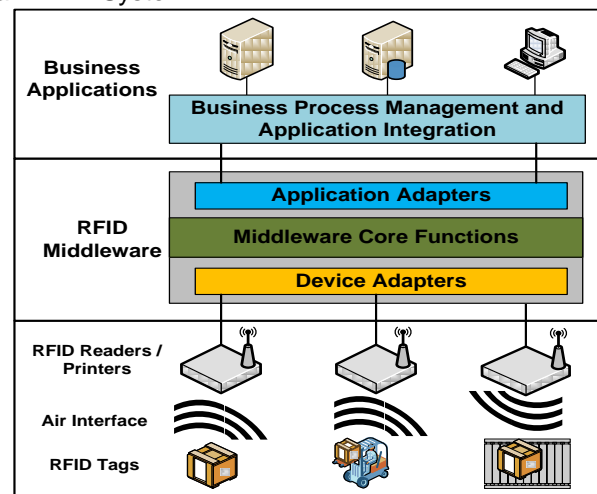 Business
Applications
Business Process Management and
Application Integration
RFID
Middleware
Application Adapters
Middleware Core Functions
Device Adapters
RFID Readers /
Printers
Air Interface
RFID Tags